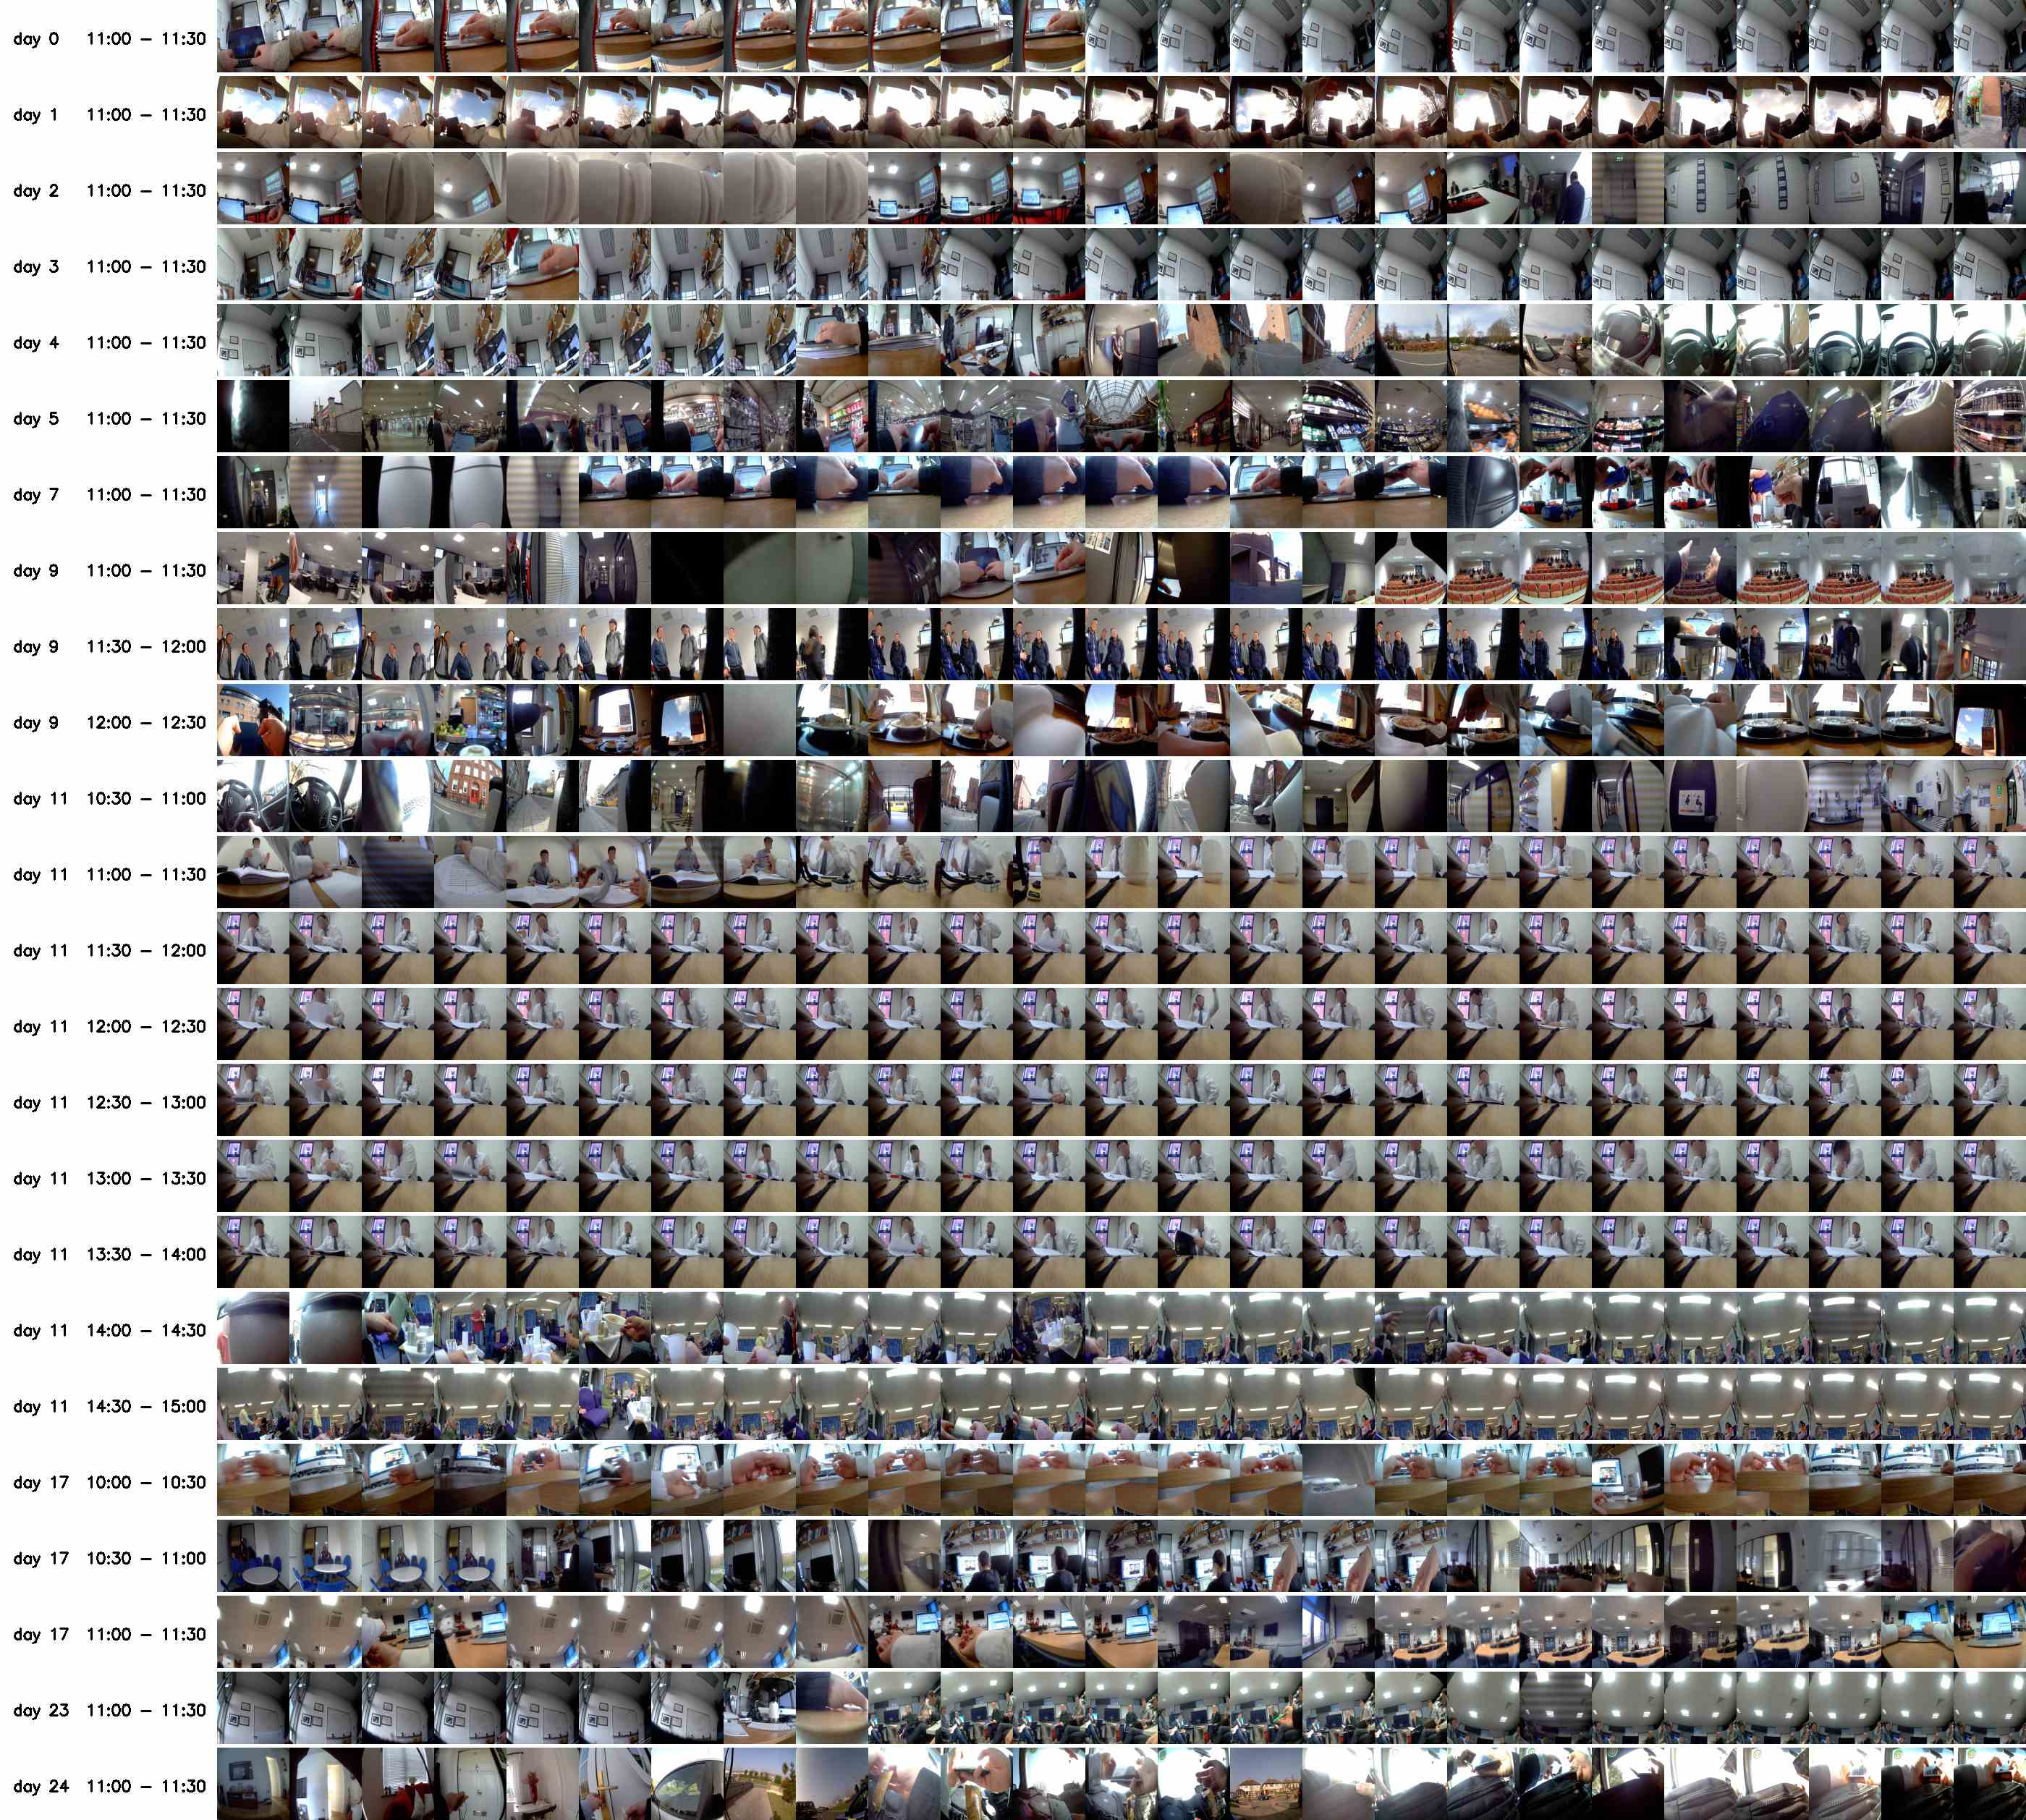 day 0 11:00 - 11:30
day 1 11:00 - 11:30
day 2 11:00 - 11:30
day 3 11:00 - 11:30
day 4 11:00 - 11:30
day 5 11:00 - 11:30
day 7 11:00 - 11:30
day 9 11:00 - 11:30
day 9 11:30 - 12:00
day 9 12:00 - 12:30
day 11 10:30 - 11:00
day 11 11:00 - 11:30
day 11 11:30 - 12:00
day 11 12:00 - 12:30
day 11 12:30 - 13:00
day 11 13:00 - 13:30
day 11 13:30 - 14:00
day 11 14:00 - 14:30
day 11 14:30 - 15:00
day 17 10:00 - 10:30
day 17 10:30 - 11:00
day 17 11:00 - 11:30
day 23 11:00 - 11:30
day 24 11:00 - 11:30